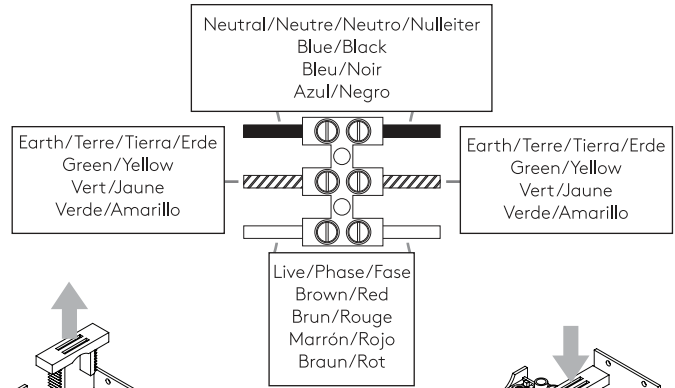 Neutral/Neutre/Neutro/Nulleiter
Blue/Black
Bleu/Noir
Azul/Negro
Earth/Terre/Tierra/Erde
Green/Yellow
Vert/Jaune
Verde/Amarillo
Earth/Terre/Tierra/Erde
Green/Yellow
Vert/Jaune
Verde/Amarillo
Live/Phase/Fase
Brown/Red
Brun/Rouge
Marrón/Rojo
Braun/Rot